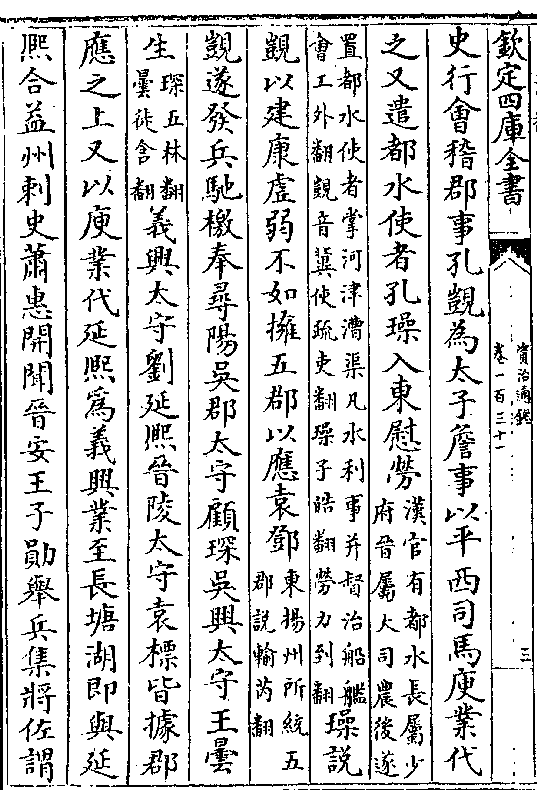 欽定四庫全書
資治通鑑
卷一百三十一
三
史行會稽郡事孔覬為太子詹事以平西司馬庾業代
之又遣都水使者孔璪入東慰勞
漢官有都水長屬少
府晉屬大司農後遂
置都水使者掌河津漕渠凡水利事并督治船艦
會工外翻覬音冀使疏吏翻璪子皓翻勞力到翻
璪說
覬以建康虛弱不如擁五郡以應袁鄧
東揚州所統五
郡說輸芮翻
覬遂發兵馳檄奉尋陽吳郡太守顧琛吳興太守王曇
生
琛丑林翻
曇徒含翻
義興太守劉延熙晉陵太守袁標皆據郡
應之上又以庾業代延熙為義興業至長塘湖即與延
熙合益州刺史蕭惠開聞晉安王子勛舉兵集將佐謂